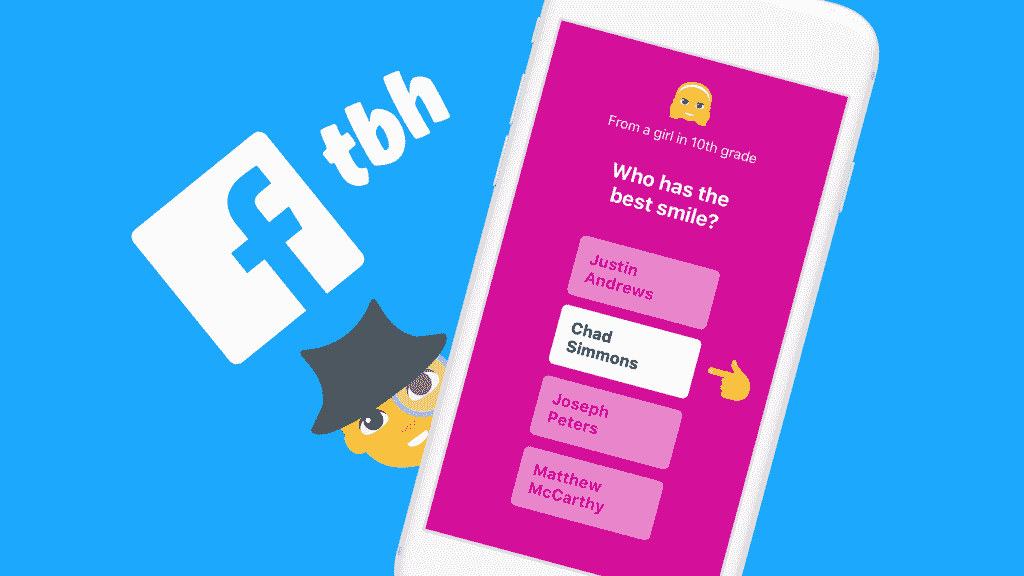 f
tbh
From a girl in 10th grade
Who has the
best smile?
Justin
Andrews
Chad
Simmons
Joseph
Peters
Matthew
McCarthy